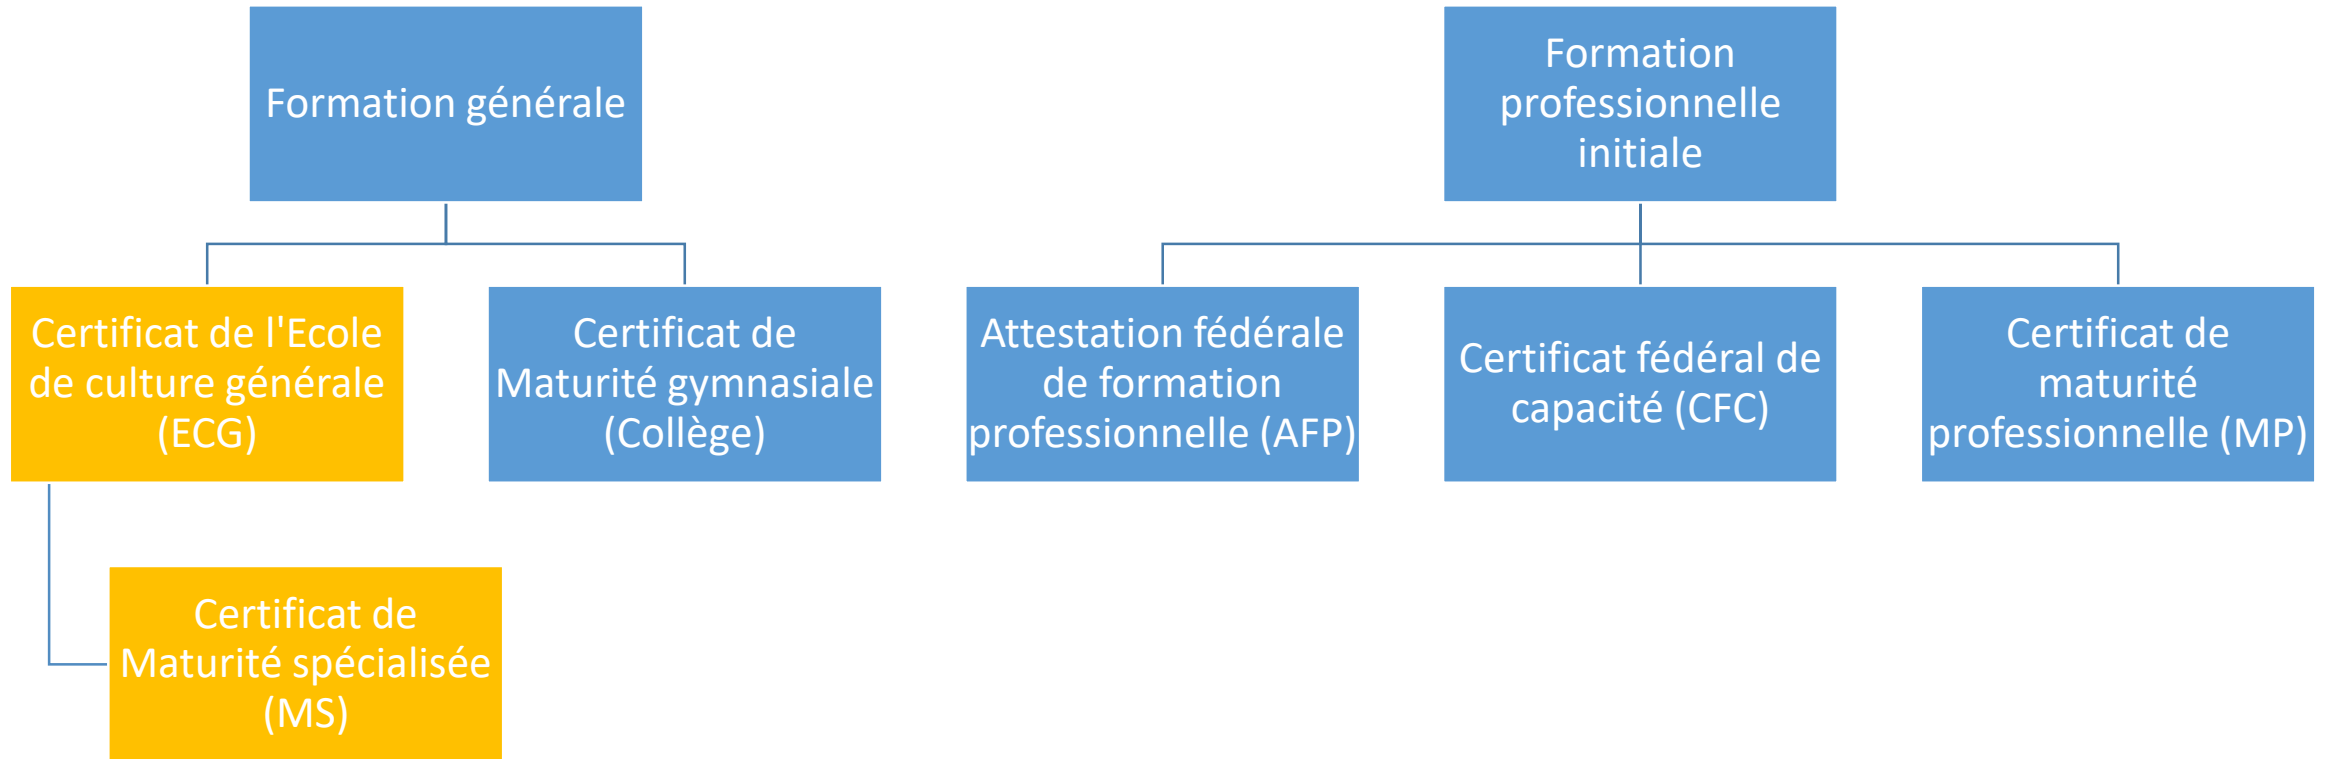 Formation générale
Formation
professionnelle
initiale
Certificat de l'Ecole
de culture générale
(ECG)
Certificat de
Maturité gymnasiale
(Collège)
Attestation fédérale
de formation
professionnelle (AFP)
Certificat fédéral de
capacité (CFC)
Certificat de
maturité
professionnelle (MP)
Certificat de
Maturité spécialisée
(MS)